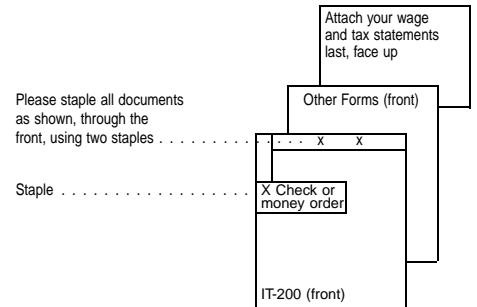 Attach your wage
and tax statements
last, face up
Other Forms (front)
Please staple all documents
as shown, through the
front, using two staples . . . . . . . . . . . . . . . x x
Staple . . . . . . . . . . . . . . . . . . . X Check or
money order
IT-200 (front)